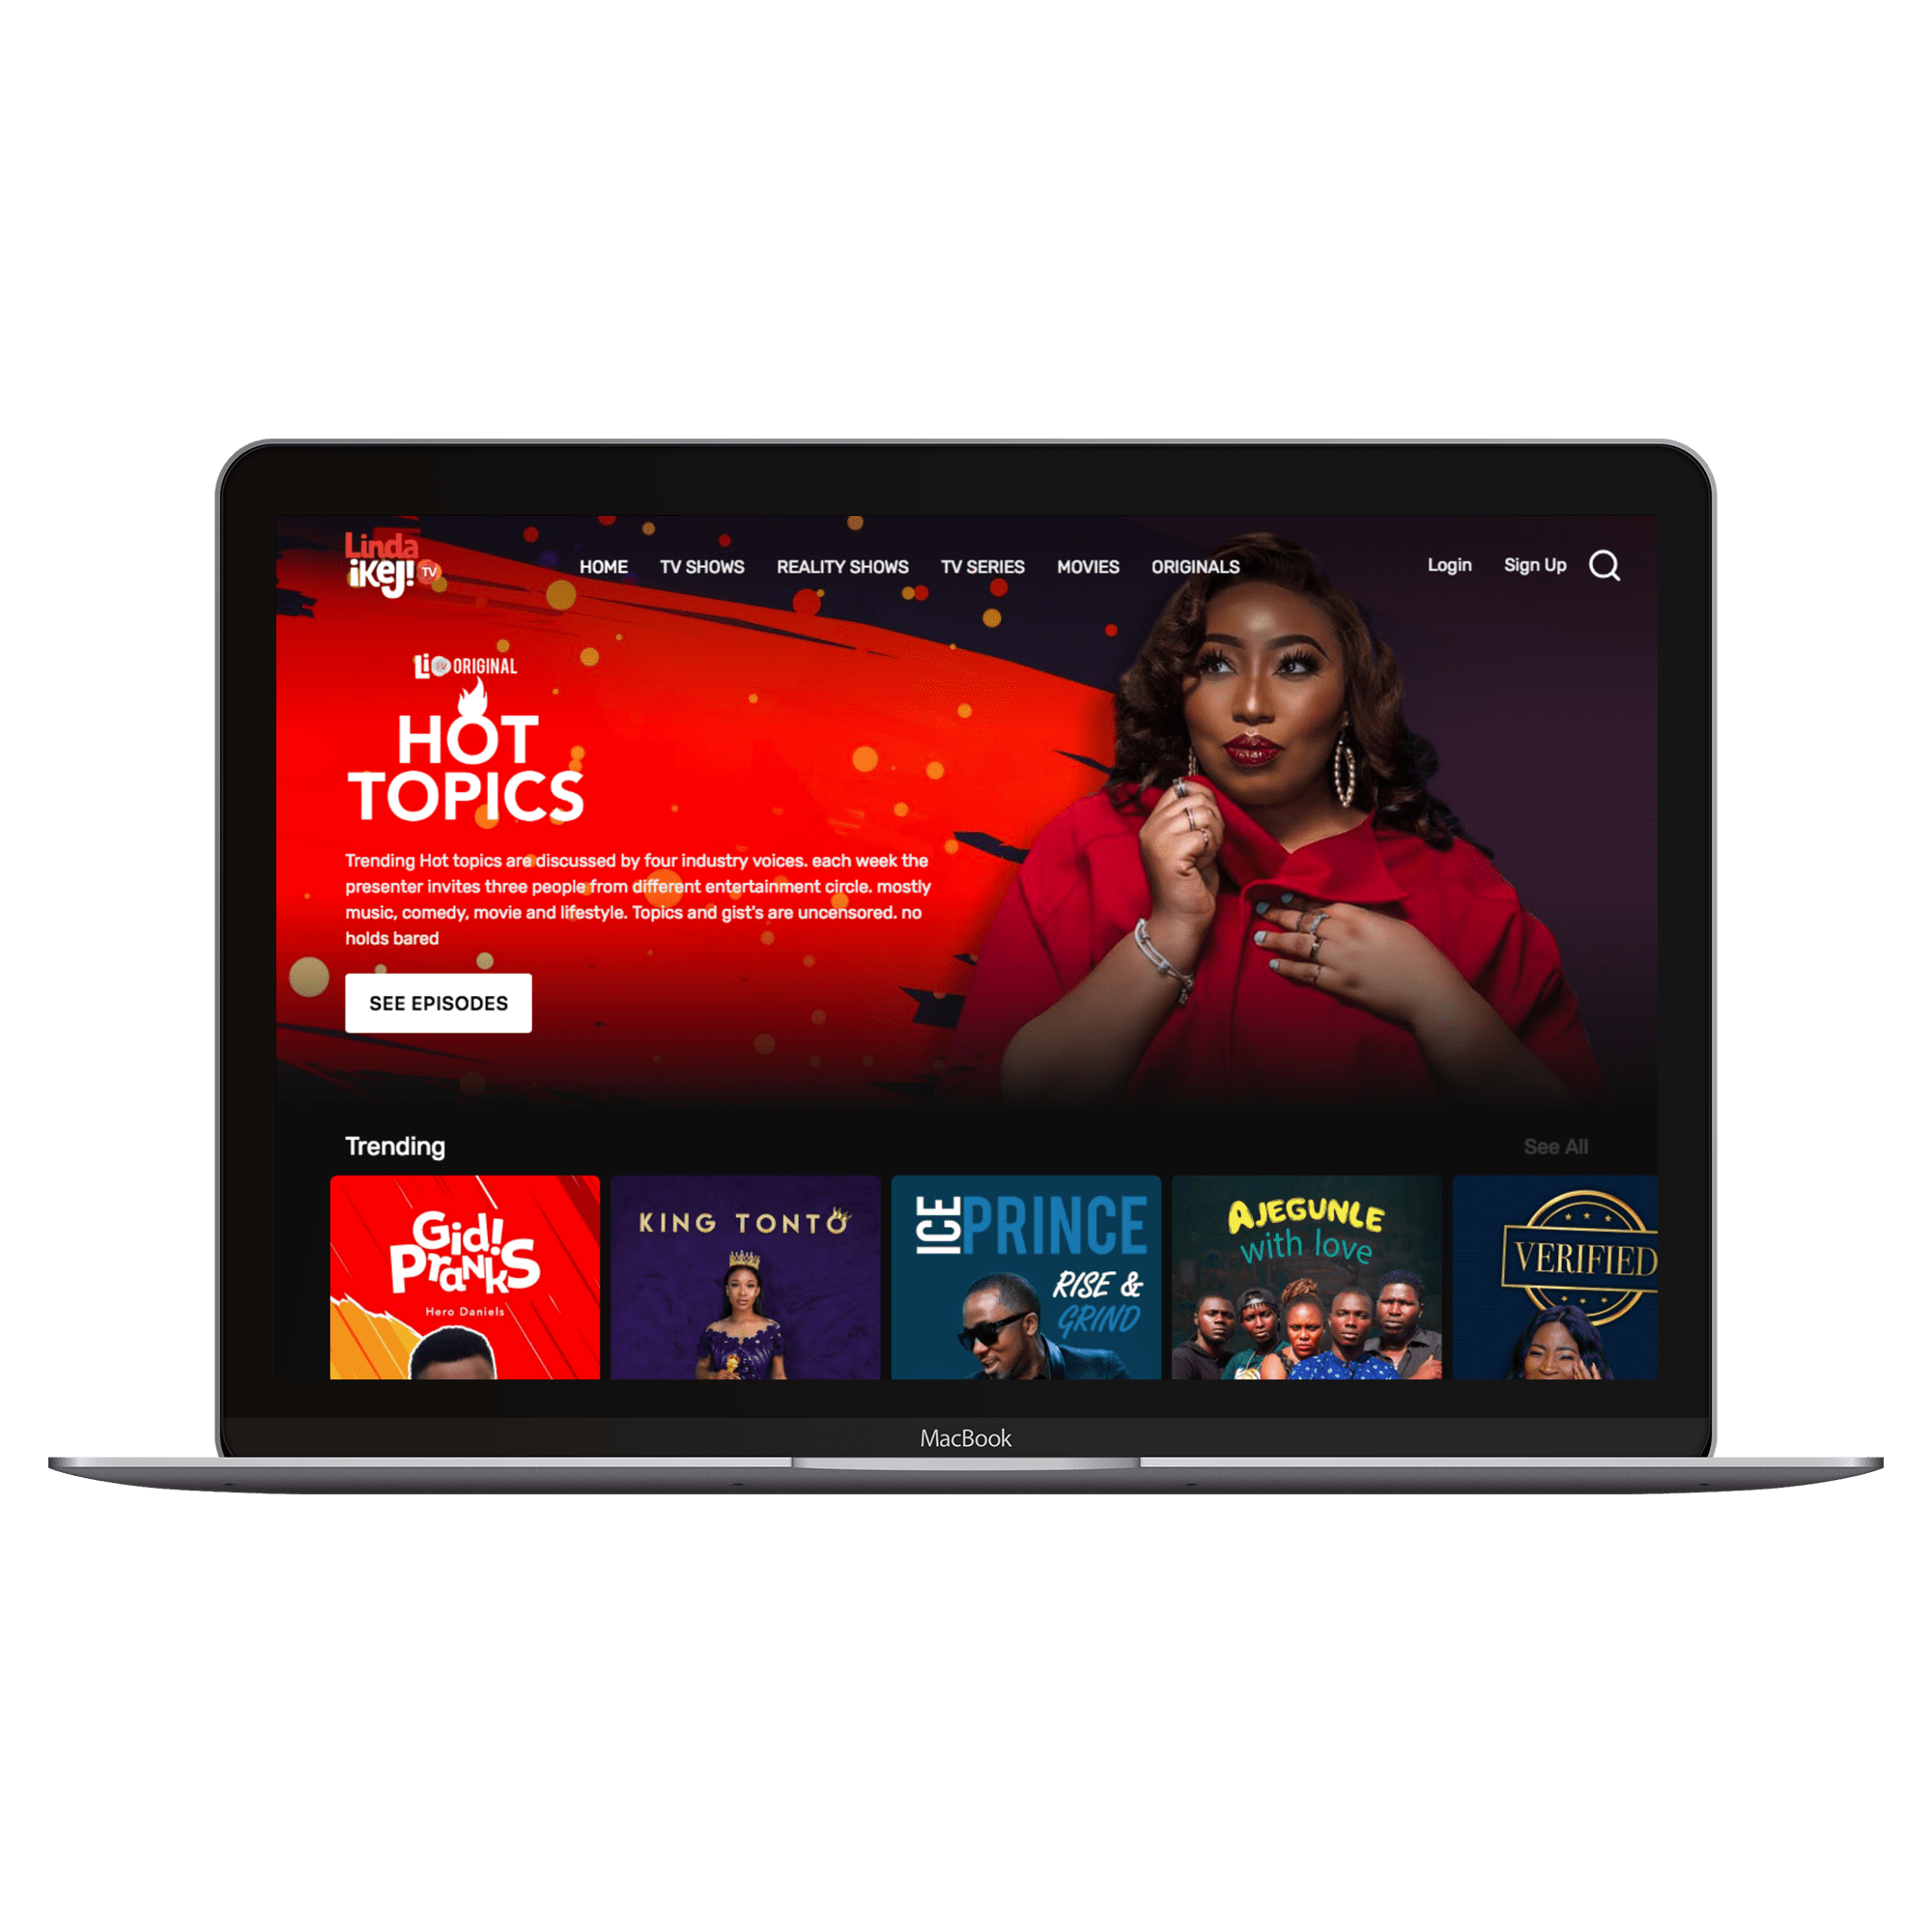 Linda
iKeji! TV
HOME TV SHOWS REALITY SHOWS TV SERIES MOVIES ORIGINALS
Login Sign Up
Li TV ORIGINAL
HOT
TOPICS
Trending Hot topics are discussed by four industry voices. each week the
presenter invites three people from different entertainment circle. mostly
music, comedy, movie and lifestyle. Topics and gist's are uncensored. no
holds bared
SEE EPISODES
Trending
See All
Gidi!
Pranks
Hero Daniels
KING TONTO
ICE PRINCE
RISE &
GRIND
AJEGUNLE
with love
VERIFIED
MacBook